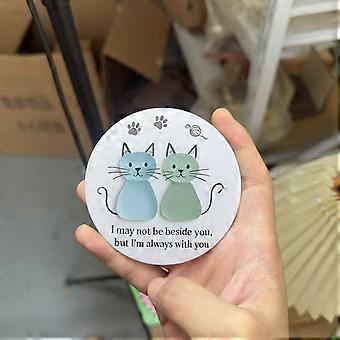 I may not be beside you,
but I'm always with you